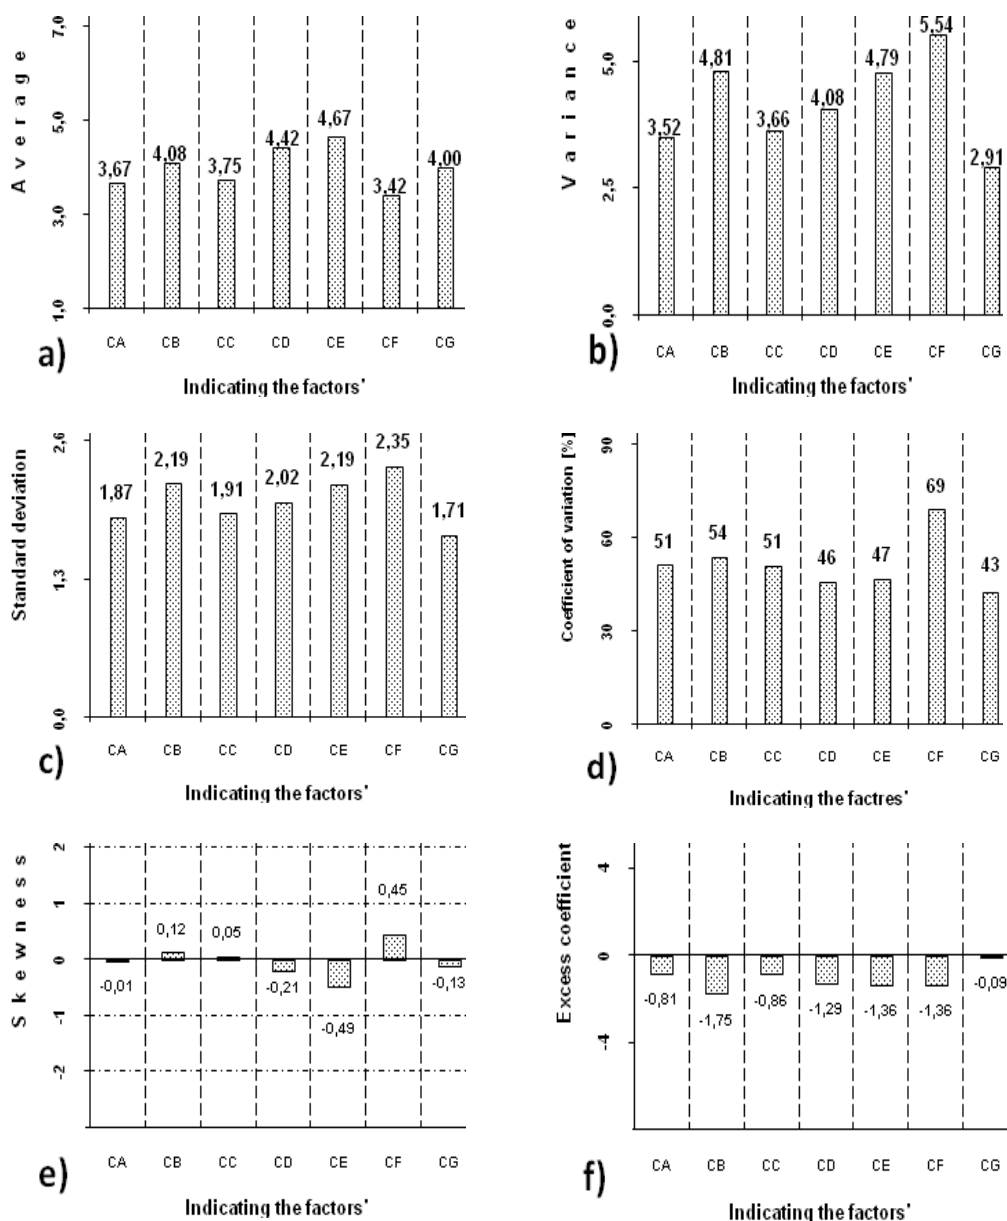 Average
7,0
5,0
3,0
1,0
3,67
4,08
3,75
4,42
4,67
3,42
4,00
CA CB CC CD CE CF CG
a)
Indicating the factors'
Variance
5,0
2,5
0,0
3,52
4,81
3,66
4,08
4,79
5,54
2,91
CA CB CC CD CE CF CG
b)
Indicating the factors'
Standard deviation
2,6
1,3
0,0
1,87
2,19
1,91
2,02
2,19
2,35
1,71
CA CB CC CD CE CF CG
c)
Indicating the factors'
Coefficient of variation [%]
90
60
30
0
51
54
51
46
47
69
43
CA CB CC CD CE CF CG
d)
Indicating the factres'
Skewness
2
1
0
-1
-2
-0,01
0,12
0,05
-0,21
-0,49
0,45
-0,13
CA CB CC CD CE CF CG
e)
Indicating the factors'
Excess coefficient
4
0
-4
-0,81
-1,75
-0,86
-1,29
-1,36
-1,36
-0,09
CA CB CC CD CE CF CG
f)
Indicating the factors'